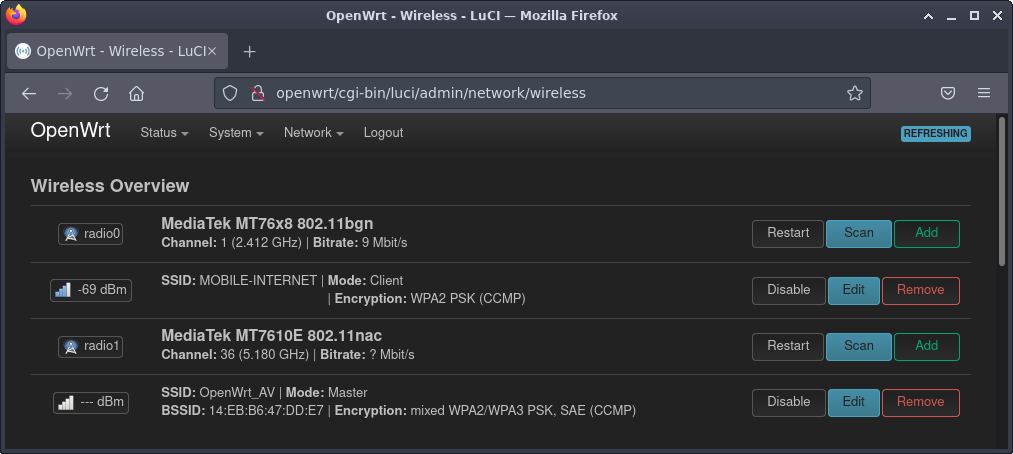 OpenWrt - Wireless - LuCI — Mozilla Firefox
OpenWrt - Wireless - LuCI
openwrt/cgi-bin/luci/admin/network/wireless
OpenWrt Status System Network Logout REFRESHING
Wireless Overview
radio0 MediaTek MT76x8 802.11bgn Restart Scan Add
Channel: 1 (2.412 GHz) | Bitrate: 9 Mbit/s
-69 dBm SSID: MOBILE-INTERNET | Mode: Client Disable Edit Remove
| Encryption: WPA2 PSK (CCMP)
radio1 MediaTek MT7610E 802.11nac Restart Scan Add
Channel: 36 (5.180 GHz) | Bitrate: ? Mbit/s
--- dBm SSID: OpenWrt_AV | Mode: Master Disable Edit Remove
BSSID: 14:EB:B6:47:DD:E7 | Encryption: mixed WPA2/WPA3 PSK, SAE (CCMP)